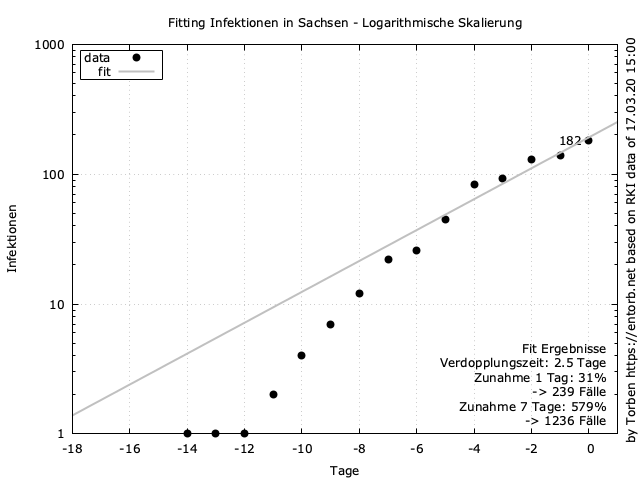 Fitting Infektionen in Sachsen - Logarithmische Skalierung
1000
100
10
1
Infektionen
data
fit
182
Fit Ergebnisse
Verdopplungszeit: 2.5 Tage
Zunahme 1 Tag: 31%
-> 239 Fälle
Zunahme 7 Tage: 579%
-> 1236 Fälle
-18 -16 -14 -12 -10 -8 -6 -4 -2 0
Tage
by Torben https://entorb.net based on RKI data of 17.03.20 15:00